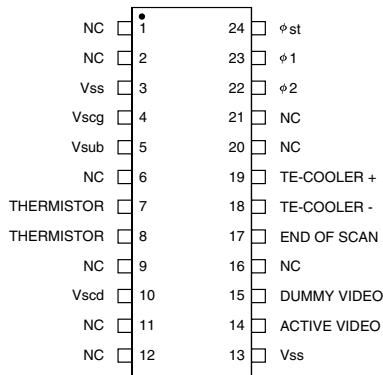 NC 1 24 φst
NC 2 23 φ1
Vss 3 22 φ2
Vscg 4 21 NC
Vsub 5 20 NC
NC 6 19 TE-COOLER +
THERMISTOR 7 18 TE-COOLER -
THERMISTOR 8 17 END OF SCAN
NC 9 16 NC
Vscd 10 15 DUMMY VIDEO
NC 11 14 ACTIVE VIDEO
NC 12 13 Vss